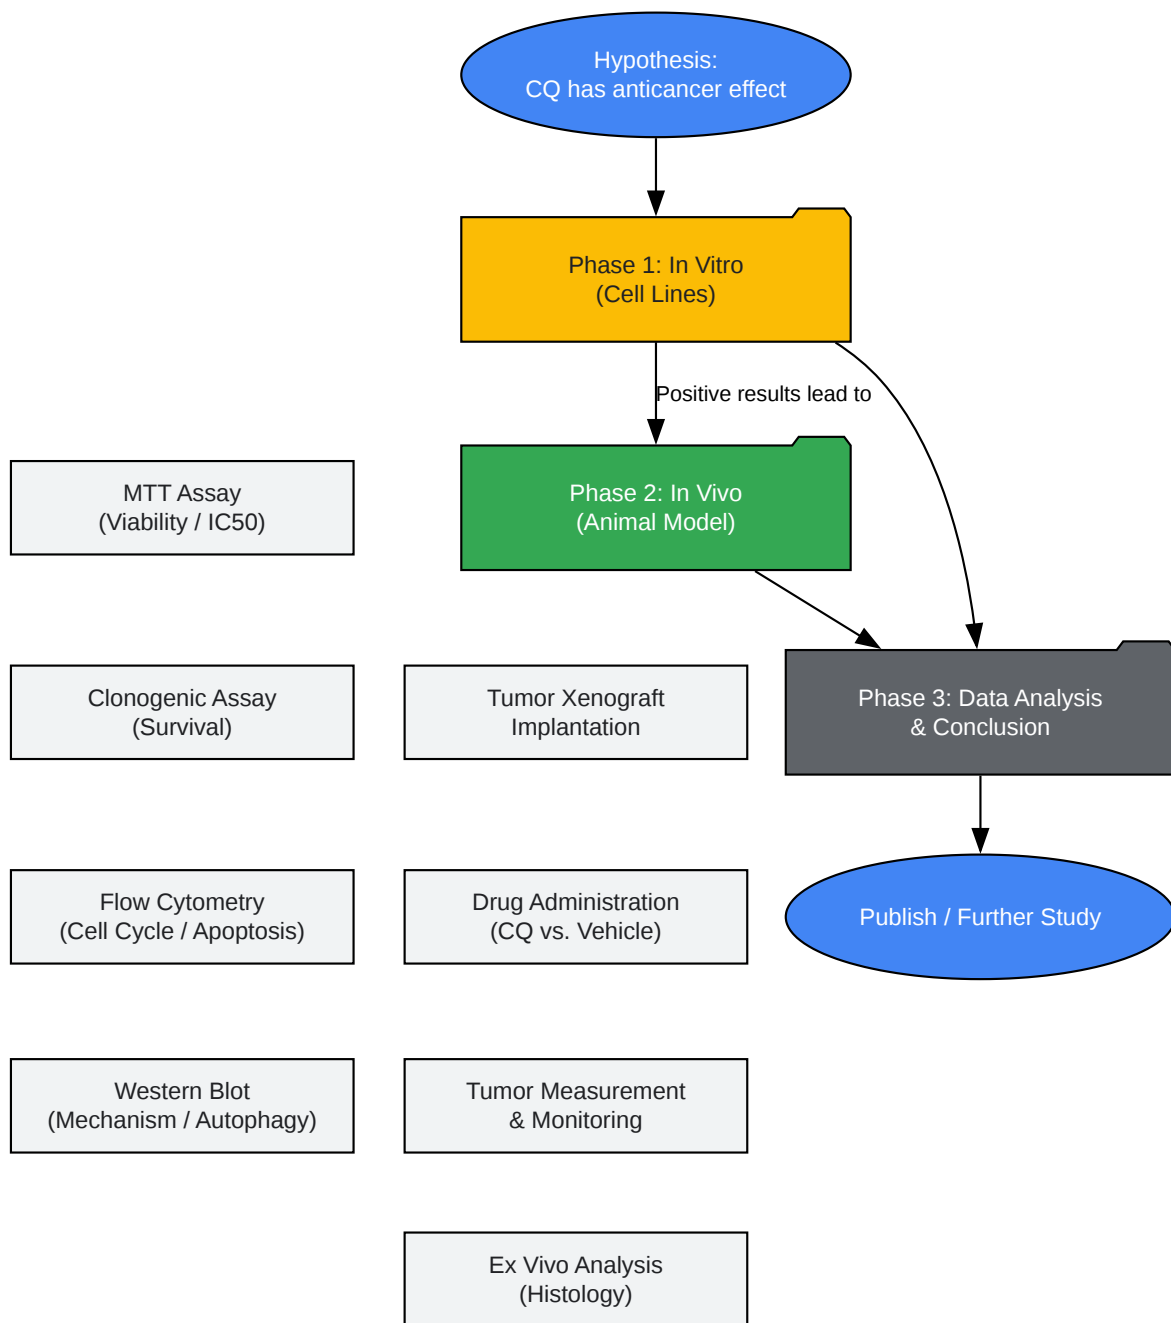 Hypothesis:
CQ has anticancer effect
Phase 1: In Vitro
(Cell Lines)
Positive results lead to
Phase 2: In Vivo
(Animal Model)
MTT Assay
(Viability / IC50)
Clonogenic Assay
(Survival)
Tumor Xenograft
Implantation
Phase 3: Data Analysis
& Conclusion
Flow Cytometry
(Cell Cycle / Apoptosis)
Drug Administration
(CQ vs. Vehicle)
Publish / Further Study
Western Blot
(Mechanism / Autophagy)
Tumor Measurement
& Monitoring
Ex Vivo Analysis
(Histology)